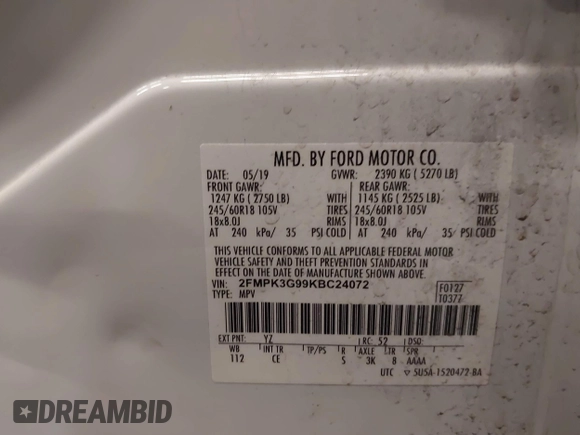 MFD. BY FORD MOTOR CO.
DATE: 05/19 GVWR: 2390 KG ( 5270 LB)
FRONT GAWR: REAR GAWR:
1247 KG ( 2750 LB) WITH 1145 KG ( 2525 LB) WITH
245/60R18 105V TIRES 245/60R18 105V TIRES
18x8.0J RIMS 18x8.0J RIMS
AT 240 kPa/ 35 PSI COLD AT 240 kPa/ 35 PSI COLD
THIS VEHICLE CONFORMS TO ALL APPLICABLE FEDERAL MOTOR
VEHICLE SAFETY AND THEFT PREVENTION STANDARDS IN
EFFECT ON THE DATE OF MANUFACTURE SHOWN ABOVE.
VIN: 2FMPK3G99KBC24072 F0127
TYPE: MPV T0377
EXT PNT: YZ RC: 52 DSO:
WB INT TR TP/PS R AXLE TR SPR
112 CE 5 3K 8 AAAA
UTC 5U5A-1520472-BA
DREAMBID